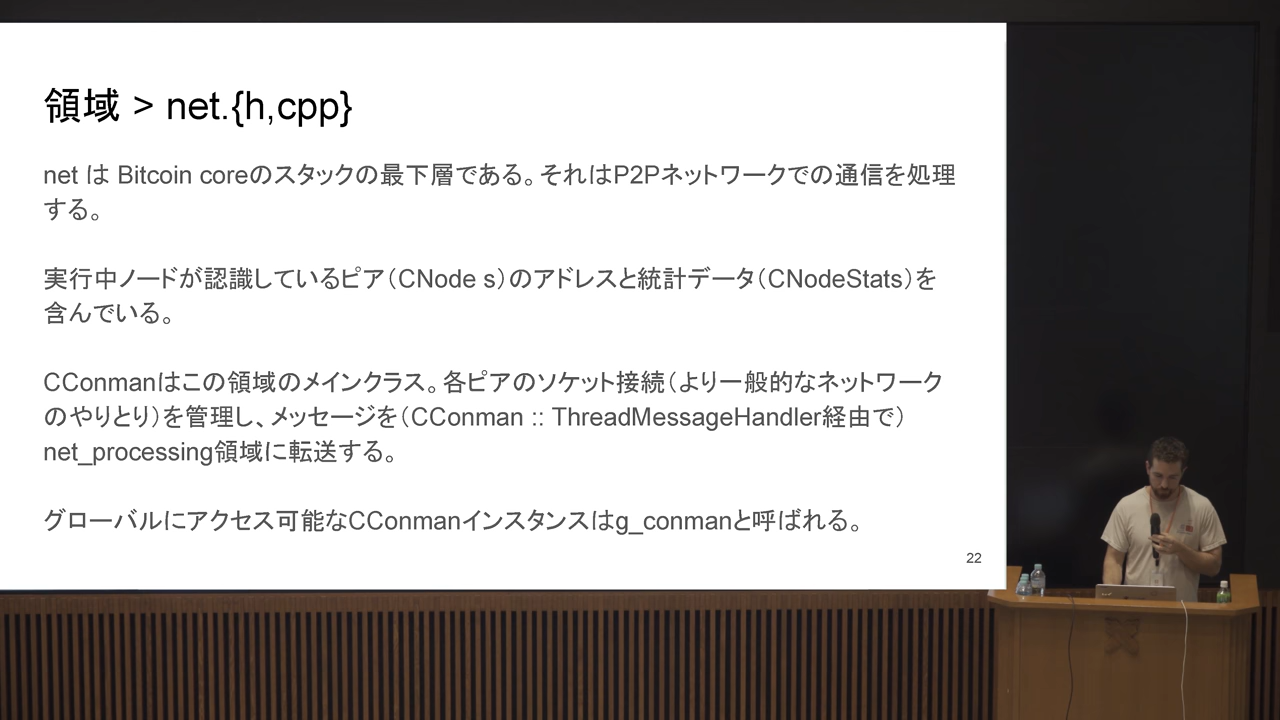 領域 > net.{h,cpp}
net は Bitcoin coreのスタックの最下層である。それはP2Pネットワークでの通信を処理
する。
実行中ノードが認識しているピア（CNode s）のアドレスと統計データ（CNodeStats）を
含んでいる。
CConmanはこの領域のメインクラス。各ピアのソケット接続（より一般的なネットワーク
のやりとり）を管理し、メッセージを（CConman :: ThreadMessageHandler経由で）
net_processing領域に転送する。
グローバルにアクセス可能なCConmanインスタンスはg_conmanと呼ばれる。
22